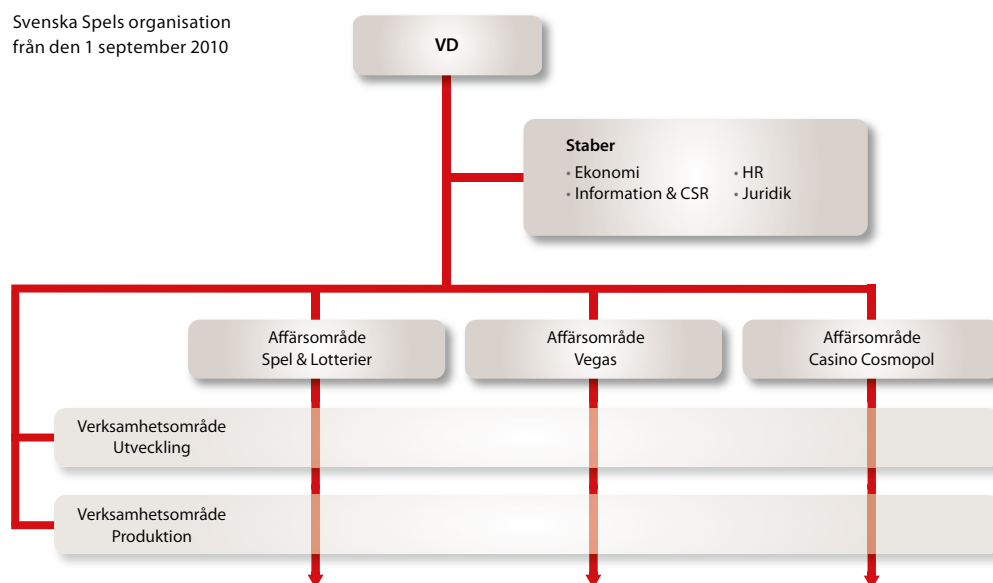 Svenska Spels organisation
från den 1 september 2010
VD
Staber
• Ekonomi
• Information & CSR
• HR
• Juridik
Affärsområde
Spel & Lotterier
Affärsområde
Vegas
Affärsområde
Casino Cosmopol
Verksamhetsområde
Utveckling
Verksamhetsområde
Produktion